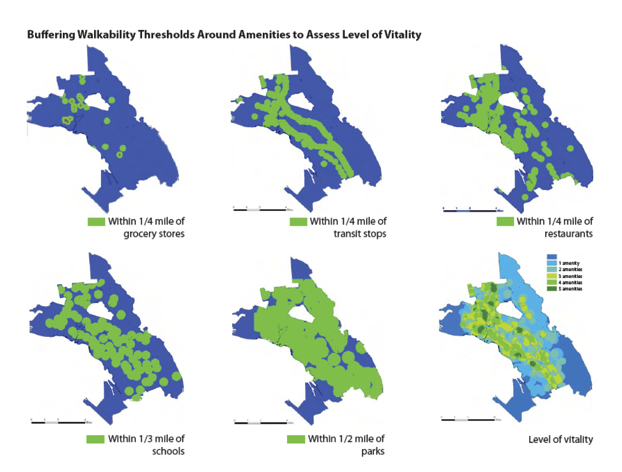 Buffering Walkability Thresholds Around Amenities to Assess Level of Vitality
Within 1/4 mile of
grocery stores
Within 1/4 mile of
transit stops
Within 1/4 mile of
restaurants
1 amenity
2 amenities
3 amenities
4 amenities
5 amenities
Within 1/3 mile of
schools
Within 1/2 mile of
parks
Level of vitality